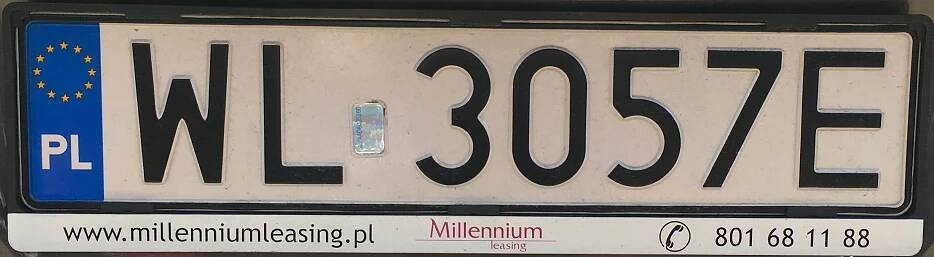 PL WL 3057E
www.millenniumleasing.pl Millennium leasing 801 68 11 88